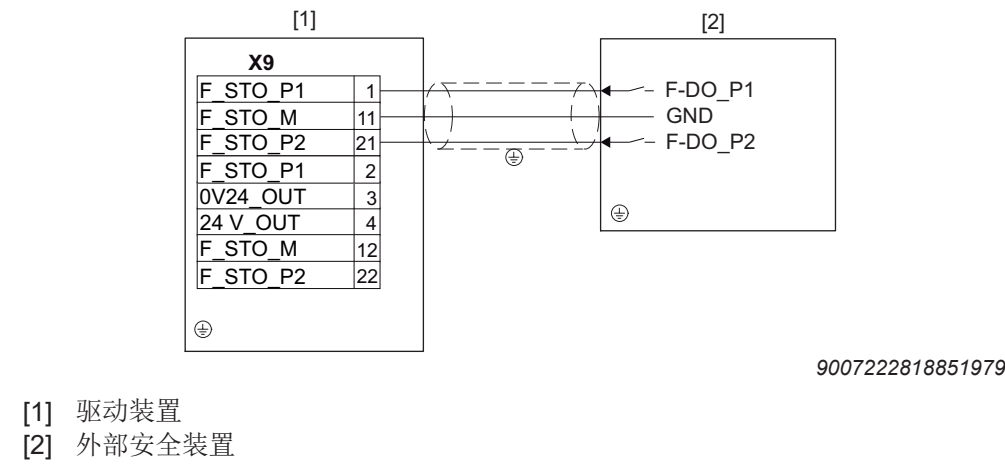 [1] [2]
X9
F_STO_P1 1 F-DO_P1
F_STO_M 11 GND
F_STO_P2 21 F-DO_P2
F_STO_P1 2
0V24_OUT 3
24 V_OUT 4
F_STO_M 12
F_STO_P2 22
9007222818851979
[1] 驱动装置
[2] 外部安全装置